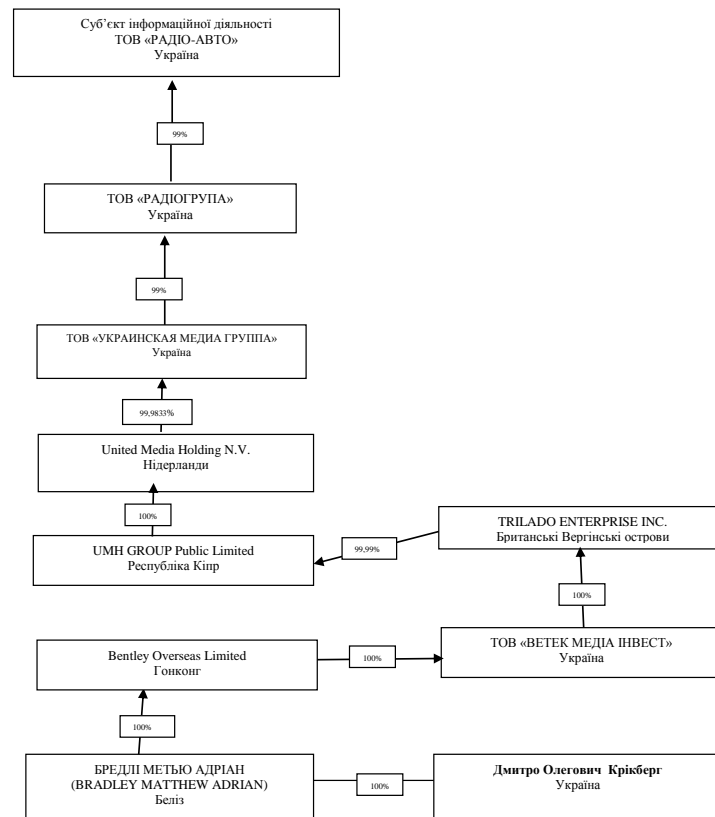 Суб’єкт інформаційної діяльності
ТОВ «РАДІО-АВТО»
Україна
99%
ТОВ «РАДІОГРУПА»
Україна
99%
ТОВ «УКРАИНСКАЯ МЕДИА ГРУППА»
Україна
99,9833%
United Media Holding N.V.
Нідерланди
100%
TRILADO ENTERPRISE INC.
Британські Вергінські острови
99,99%
UMH GROUP Public Limited
Республіка Кіпр
100%
ТОВ «ВЕТЕК МЕДІА ІНВЕСТ»
Україна
Bentley Overseas Limited
Гонконг
100%
100%
БРЕДЛІ МЕТЬЮ АДРІАН
(BRADLEY MATTHEW ADRIAN)
Беліз
100%
Дмитро Олегович Крікберг
Україна